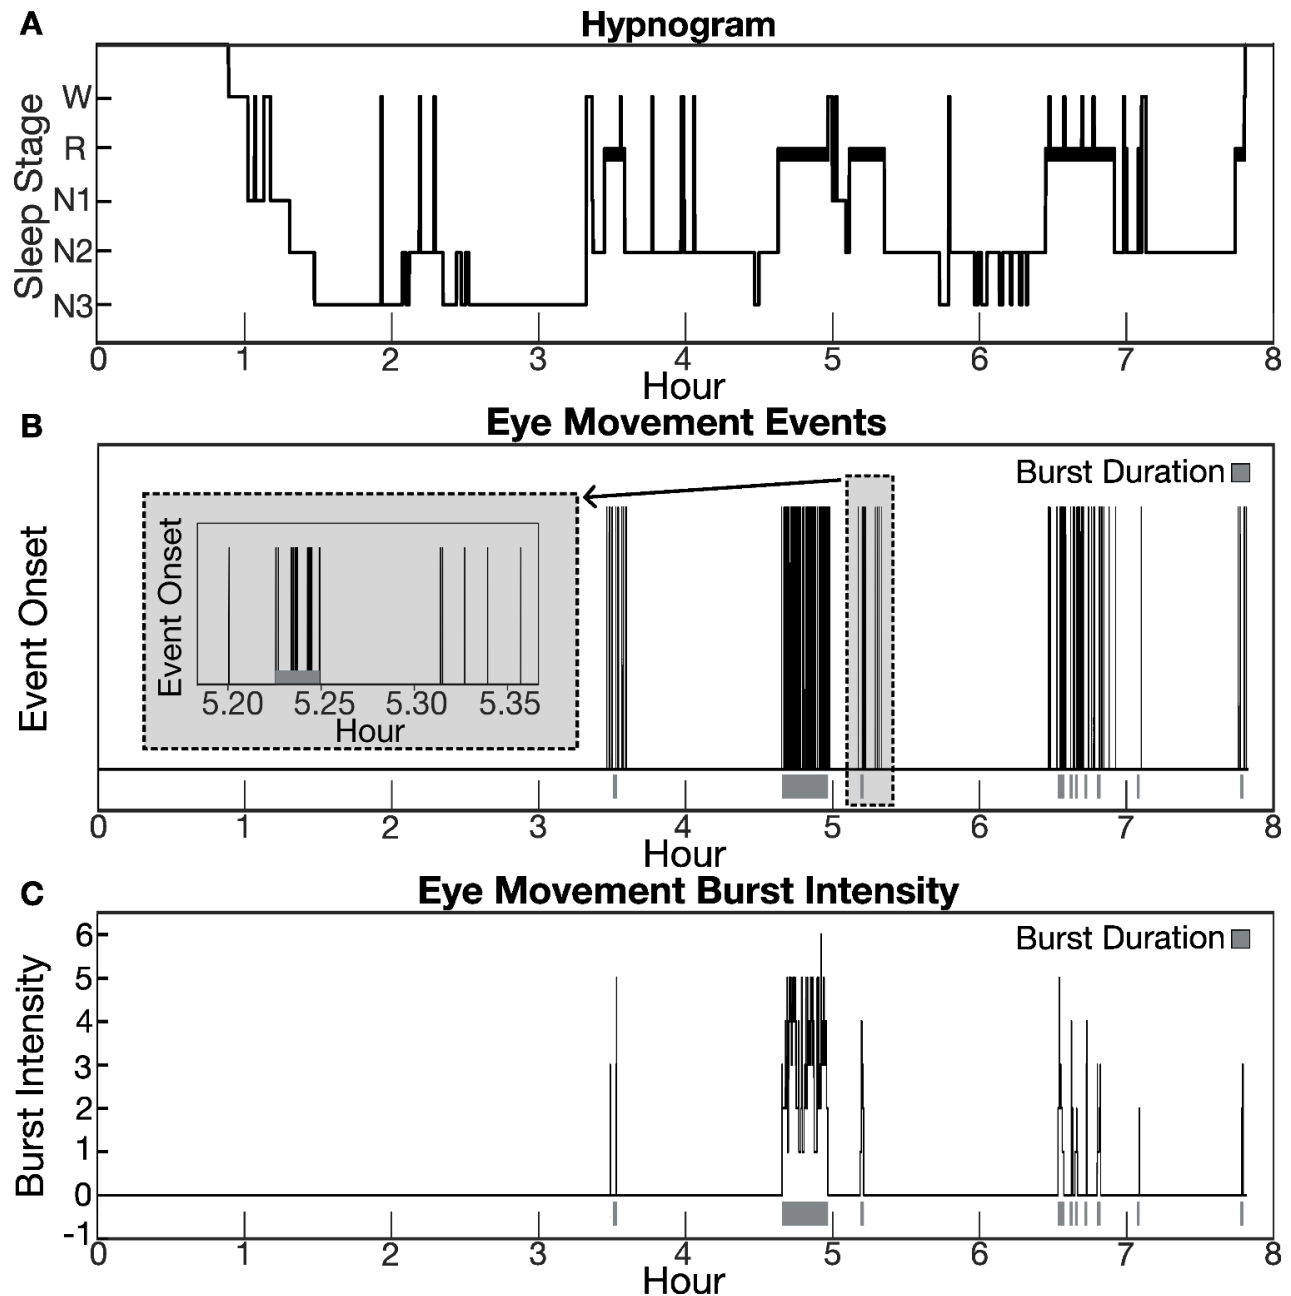 A Hypnogram
Sleep Stage
W
R
N1
N2
N3
0 1 2 3 4 5 6 7 8
Hour
B Eye Movement Events
Burst Duration
Event Onset
Event Onset
5.20 5.25 5.30 5.35
Hour
0 1 2 3 4 5 6 7 8
Hour
C Eye Movement Burst Intensity
Burst Duration
Burst Intensity
6
5
4
3
2
1
0
-1
0 1 2 3 4 5 6 7 8
Hour